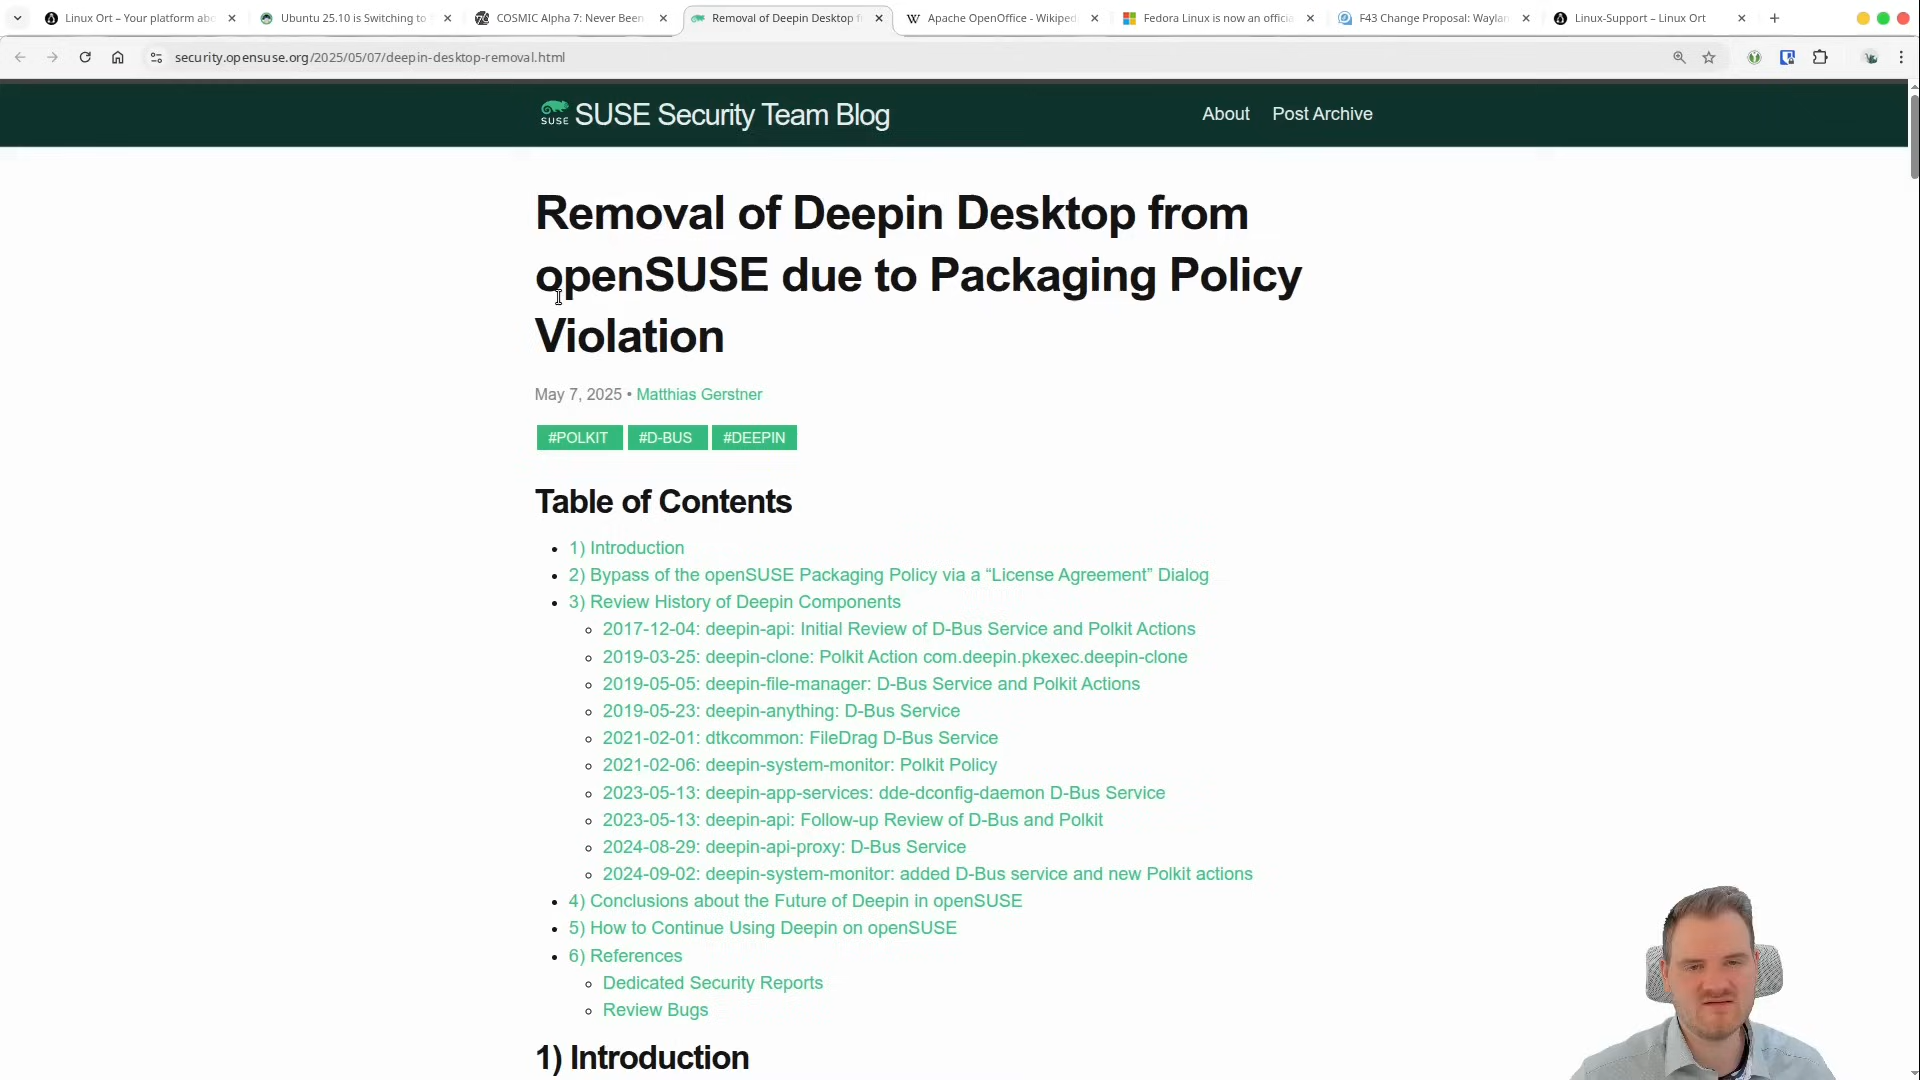 Linux Ort – Your platform abo
Ubuntu 25.10 is Switching to
COSMIC Alpha 7: Never Been
Removal of Deepin Desktop f
Apache OpenOffice - Wikiped
Fedora Linux is now an officia
F43 Change Proposal: Waylan
Linux-Support – Linux Ort
security.opensuse.org/2025/05/07/deepin-desktop-removal.html
SUSE SUSE Security Team Blog
About
Post Archive
Removal of Deepin Desktop from
openSUSE due to Packaging Policy
Violation
May 7, 2025 • Matthias Gerstner
#POLKIT #D-BUS #DEEPIN
Table of Contents
• 1) Introduction
• 2) Bypass of the openSUSE Packaging Policy via a “License Agreement” Dialog
• 3) Review History of Deepin Components
◦ 2017-12-04: deepin-api: Initial Review of D-Bus Service and Polkit Actions
◦ 2019-03-25: deepin-clone: Polkit Action com.deepin.pkexec.deepin-clone
◦ 2019-05-05: deepin-file-manager: D-Bus Service and Polkit Actions
◦ 2019-05-23: deepin-anything: D-Bus Service
◦ 2021-02-01: dtkcommon: FileDrag D-Bus Service
◦ 2021-02-06: deepin-system-monitor: Polkit Policy
◦ 2023-05-13: deepin-app-services: dde-dconfig-daemon D-Bus Service
◦ 2023-05-13: deepin-api: Follow-up Review of D-Bus and Polkit
◦ 2024-08-29: deepin-api-proxy: D-Bus Service
◦ 2024-09-02: deepin-system-monitor: added D-Bus service and new Polkit actions
• 4) Conclusions about the Future of Deepin in openSUSE
• 5) How to Continue Using Deepin on openSUSE
• 6) References
◦ Dedicated Security Reports
◦ Review Bugs
1) Introduction